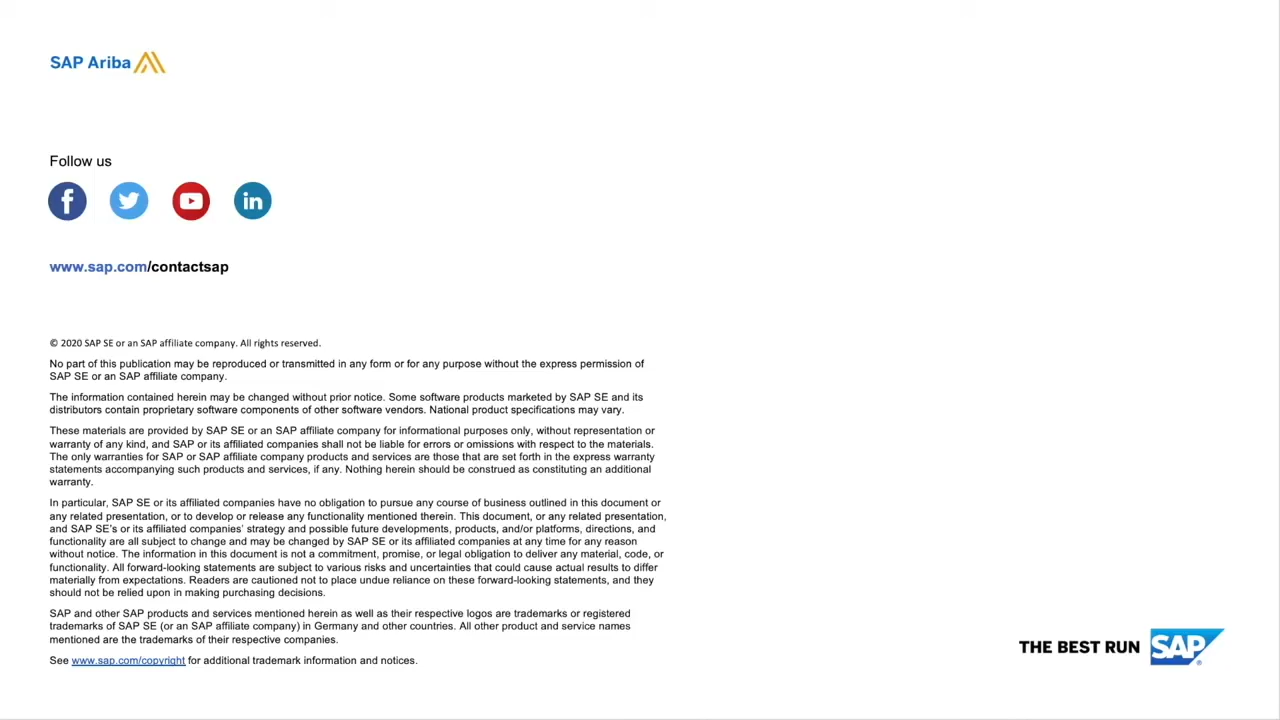 SAP Ariba
Follow us
www.sap.com/contactsap
© 2020 SAP SE or an SAP affiliate company. All rights reserved.
No part of this publication may be reproduced or transmitted in any form or for any purpose without the express permission of
SAP SE or an SAP affiliate company.
The information contained herein may be changed without prior notice. Some software products marketed by SAP SE and its
distributors contain proprietary software components of other software vendors. National product specifications may vary.
These materials are provided by SAP SE or an SAP affiliate company for informational purposes only, without representation or
warranty of any kind, and SAP or its affiliated companies shall not be liable for errors or omissions with respect to the materials.
The only warranties for SAP or SAP affiliate company products and services are those that are set forth in the express warranty
statements accompanying such products and services, if any. Nothing herein should be construed as constituting an additional
warranty.
In particular, SAP SE or its affiliated companies have no obligation to pursue any course of business outlined in this document or
any related presentation, or to develop or release any functionality mentioned therein. This document, or any related presentation,
and SAP SE’s or its affiliated companies’ strategy and possible future developments, products, and/or platforms, directions, and
functionality are all subject to change and may be changed by SAP SE or its affiliated companies at any time for any reason
without notice. The information in this document is not a commitment, promise, or legal obligation to deliver any material, code, or
functionality. All forward-looking statements are subject to various risks and uncertainties that could cause actual results to differ
materially from expectations. Readers are cautioned not to place undue reliance on these forward-looking statements, and they
should not be relied upon in making purchasing decisions.
SAP and other SAP products and services mentioned herein as well as their respective logos are trademarks or registered
trademarks of SAP SE (or an SAP affiliate company) in Germany and other countries. All other product and service names
mentioned are the trademarks of their respective companies.
See www.sap.com/copyright for additional trademark information and notices.
THE BEST RUN SAP®